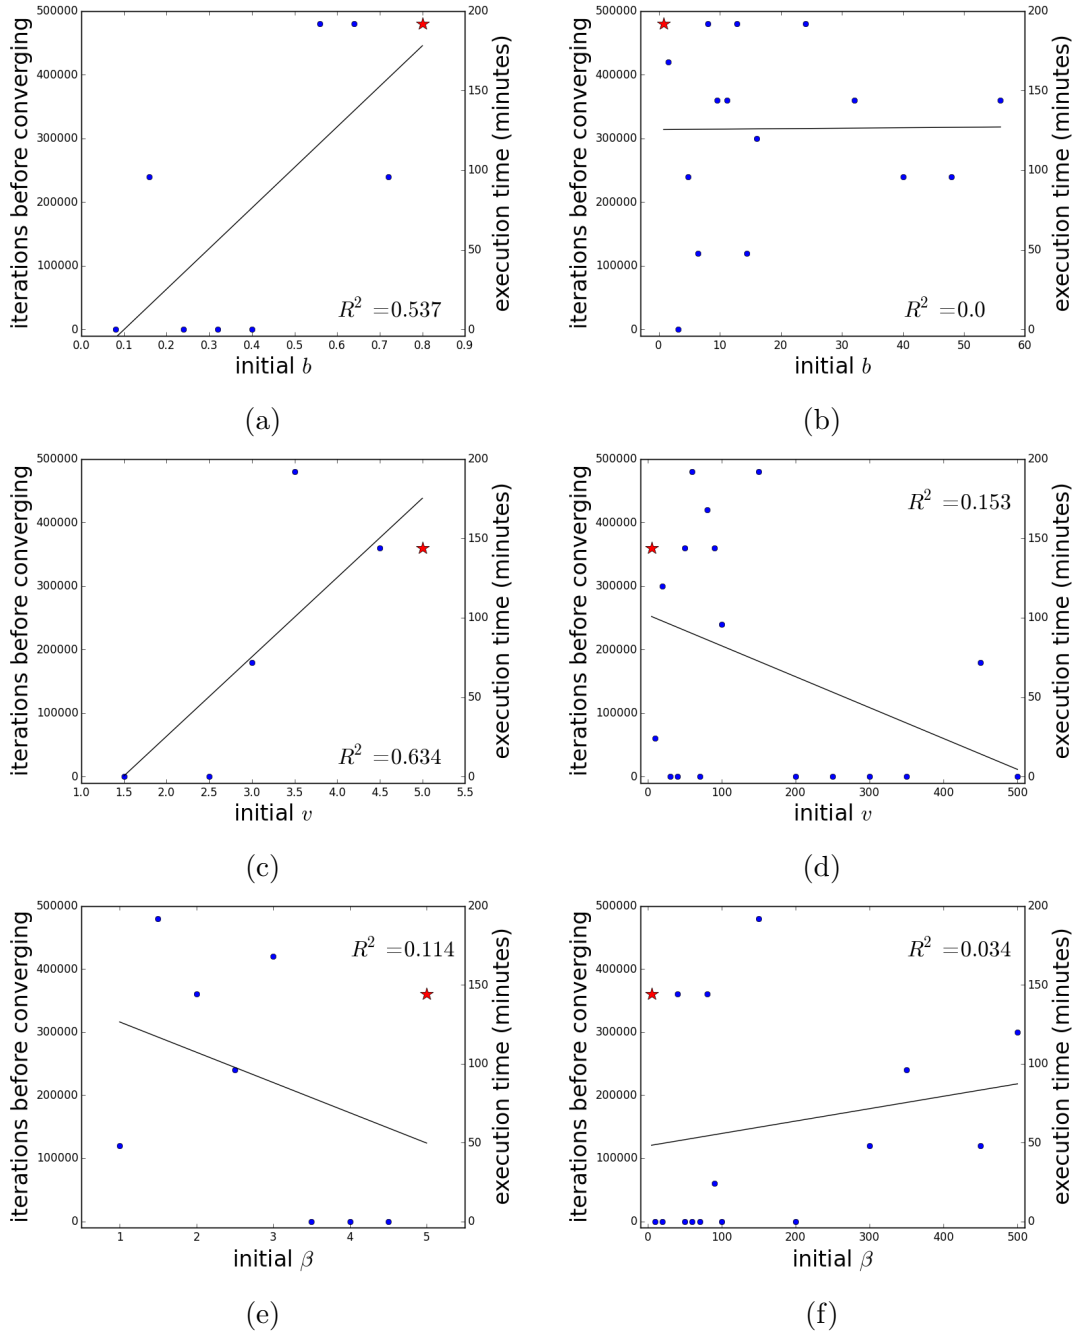 500000
400000
300000
200000
100000
0
iterations before converging
200
150
100
50
0
execution time (minutes)
R² =0.537
0.0 0.1 0.2 0.3 0.4 0.5 0.6 0.7 0.8 0.9
initial b
(a)
500000
400000
300000
200000
100000
0
iterations before converging
200
150
100
50
0
execution time (minutes)
R² =0.0
0 10 20 30 40 50 60
initial b
(b)
500000
400000
300000
200000
100000
0
iterations before converging
200
150
100
50
0
execution time (minutes)
R² =0.634
1.0 1.5 2.0 2.5 3.0 3.5 4.0 4.5 5.0 5.5
initial v
(c)
500000
400000
300000
200000
100000
0
iterations before converging
200
150
100
50
0
execution time (minutes)
R² =0.153
0 100 200 300 400 500
initial v
(d)
500000
400000
300000
200000
100000
0
iterations before converging
200
150
100
50
0
execution time (minutes)
R² =0.114
1 2 3 4 5
initial β
(e)
500000
400000
300000
200000
100000
0
iterations before converging
200
150
100
50
0
execution time (minutes)
R² =0.034
0 100 200 300 400 500
initial β
(f)